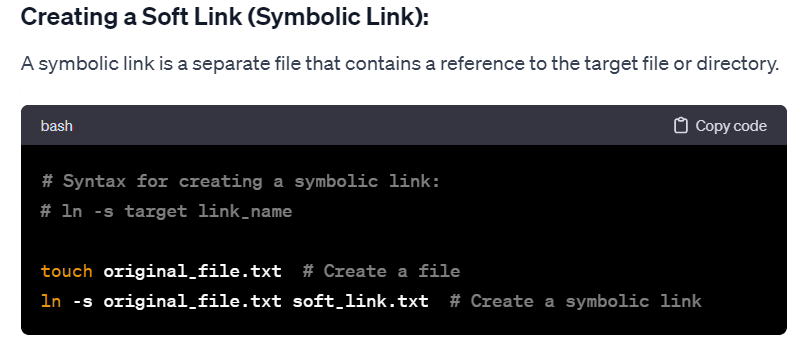 Creating a Soft Link (Symbolic Link):
A symbolic link is a separate file that contains a reference to the target file or directory.
bash
Copy code
# Syntax for creating a symbolic link:
# ln -s target link_name
touch original_file.txt  # Create a file
ln -s original_file.txt soft_link.txt  # Create a symbolic link